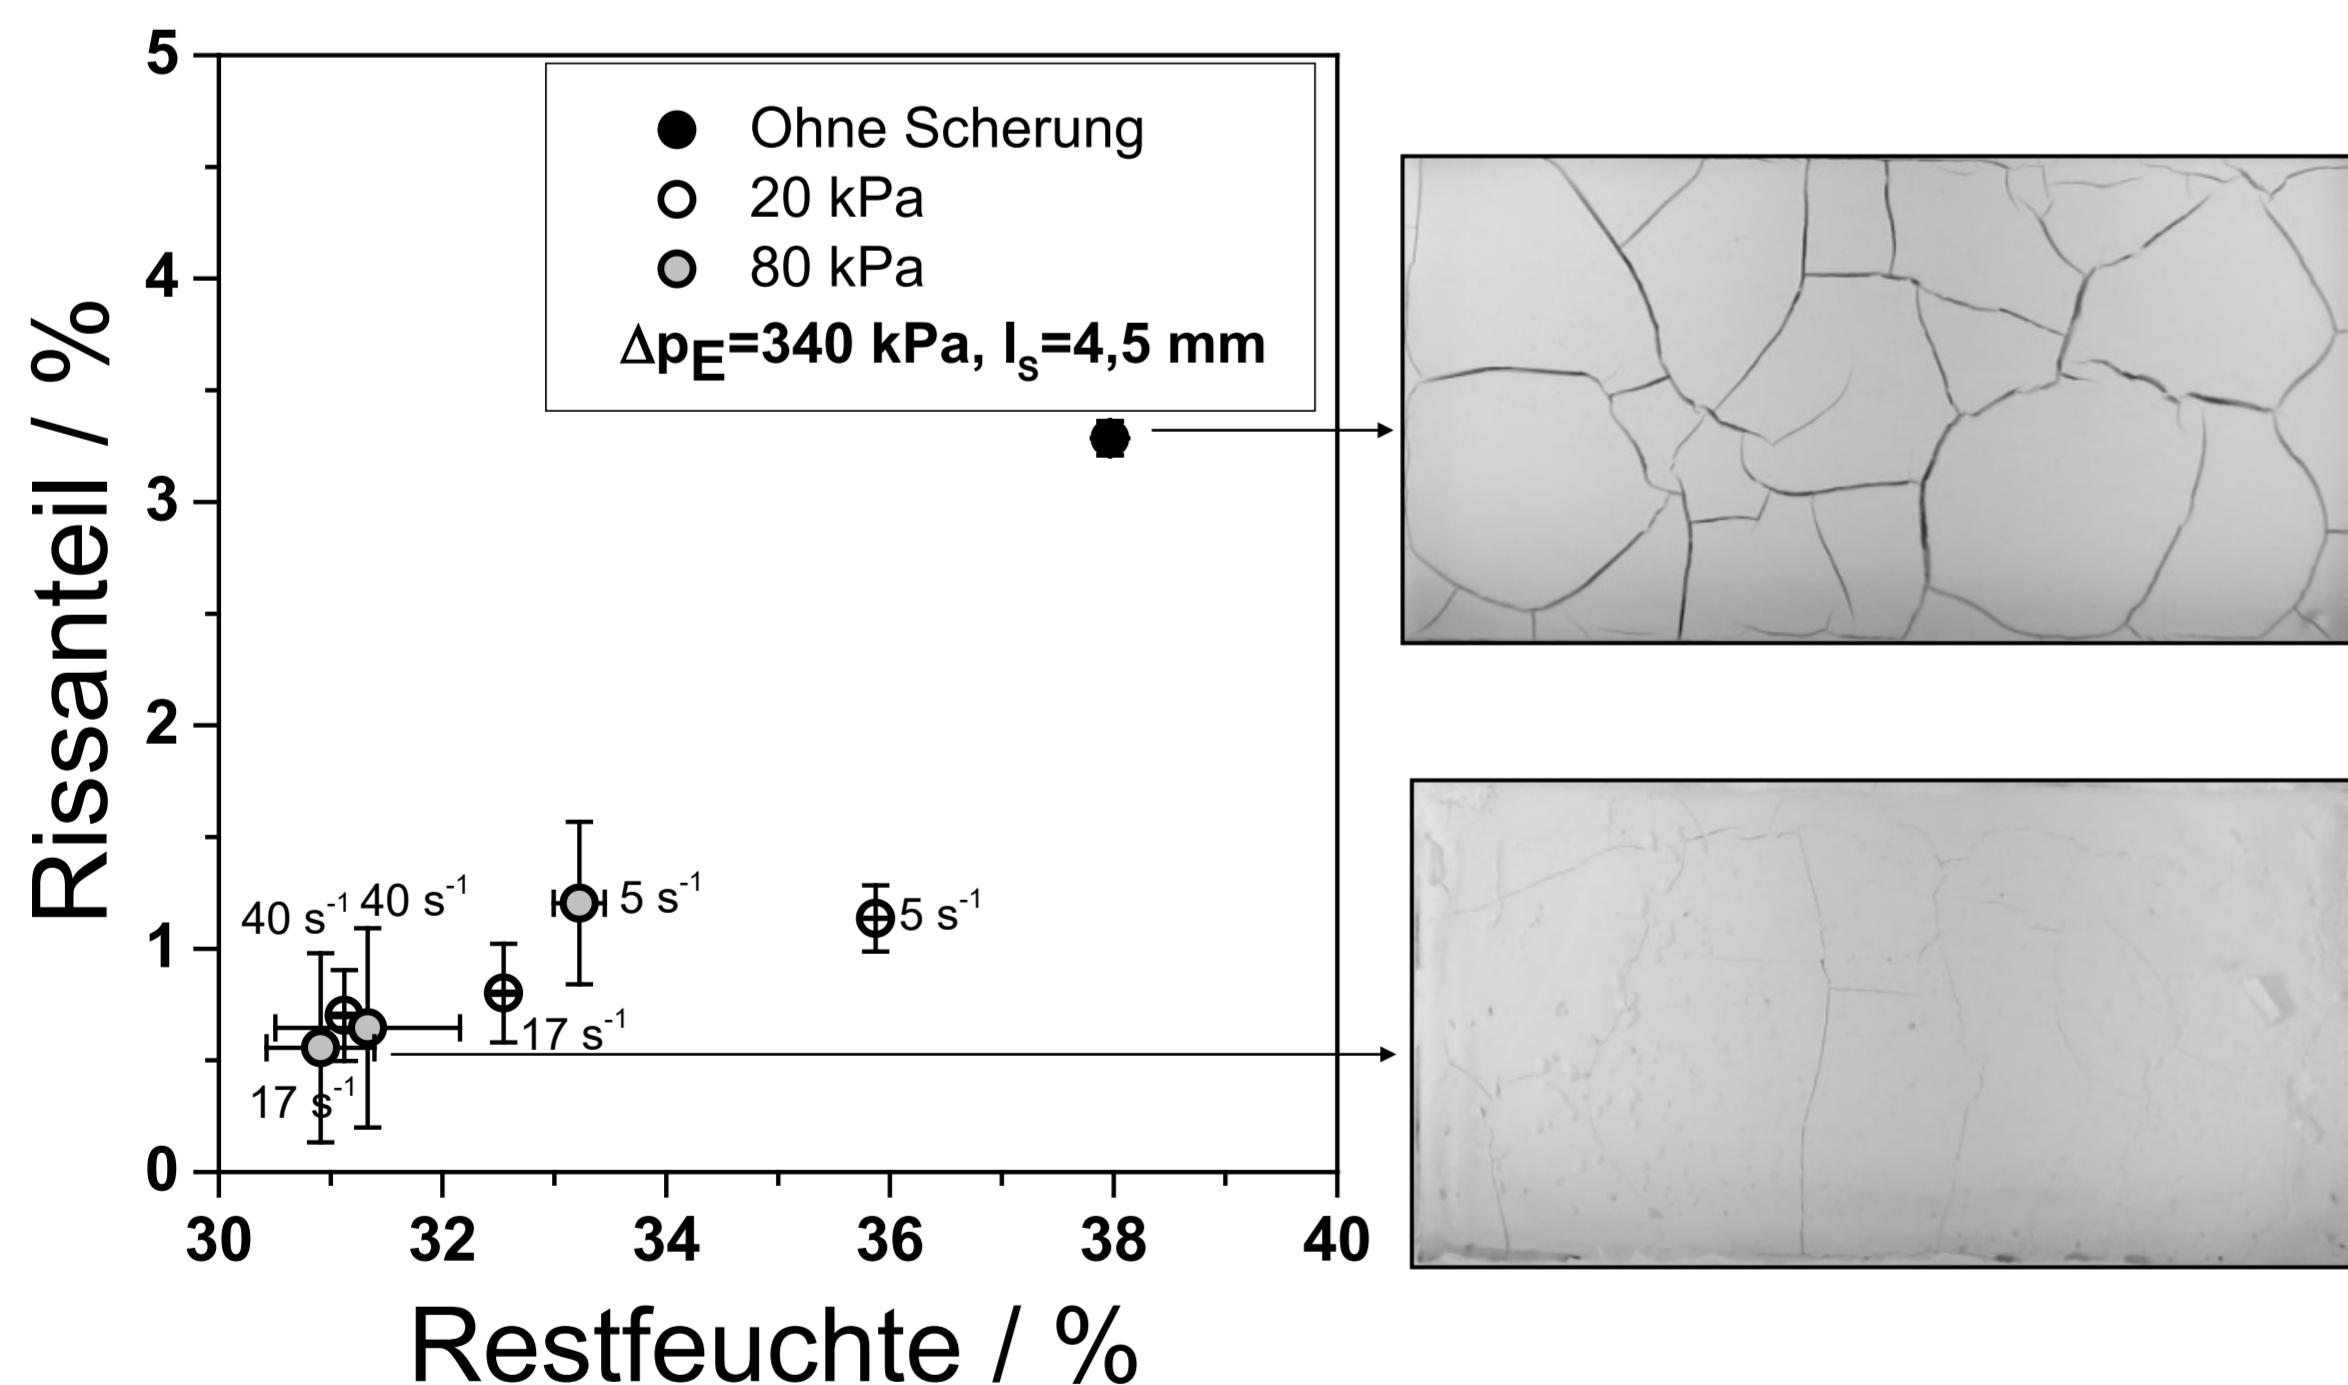 Rissanteil / %
5
4
3
2
1
0
Ohne Scherung
20 kPa
80 kPa
ΔpE=340 kPa, ls=4,5 mm
40 s-1
40 s-1
5 s-1
5 s-1
17 s-1
17 s-1
30 32 34 36 38 40
Restfeuchte / %